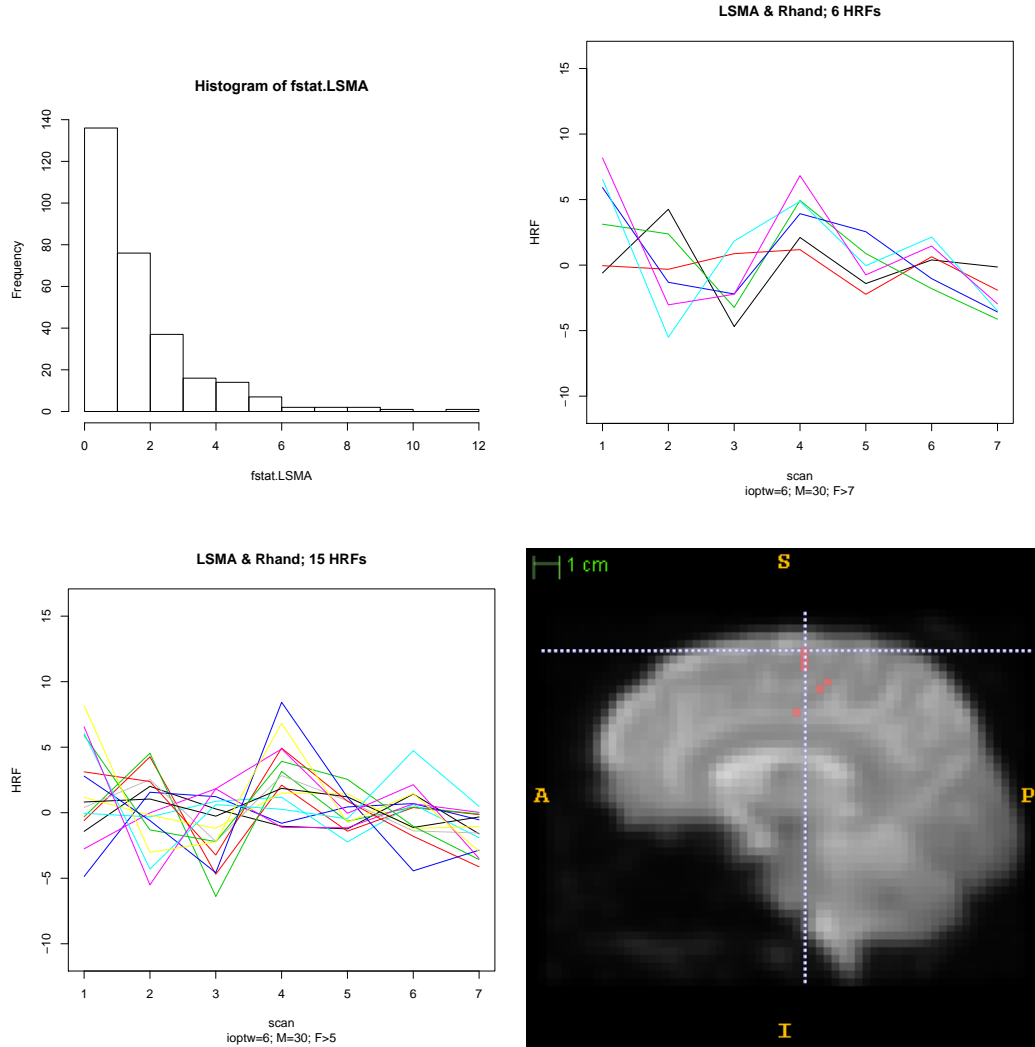 Histogram of fstat.LSMA
Frequency
140
120
100
80
60
40
20
0
0 2 4 6 8 10 12
fstat.LSMA
LSMA & Rhand; 6 HRFs
HRF
15
10
5
0
−5
−10
1 2 3 4 5 6 7
scan
ioptw=6; M=30; F>7
LSMA & Rhand; 15 HRFs
HRF
15
10
5
0
−5
−10
1 2 3 4 5 6 7
scan
ioptw=6; M=30; F>5
1 cm
S
A
P
I